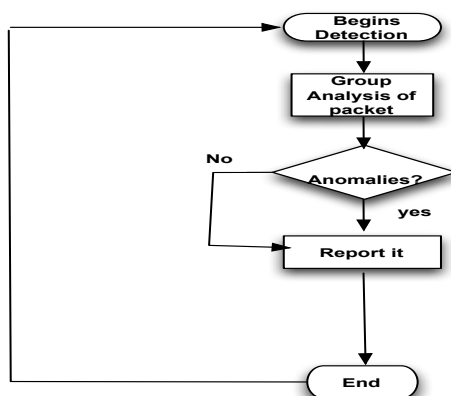 Begins
Detection
Group
Analysis of
packet
No
Anomalies?
yes
Report it
End